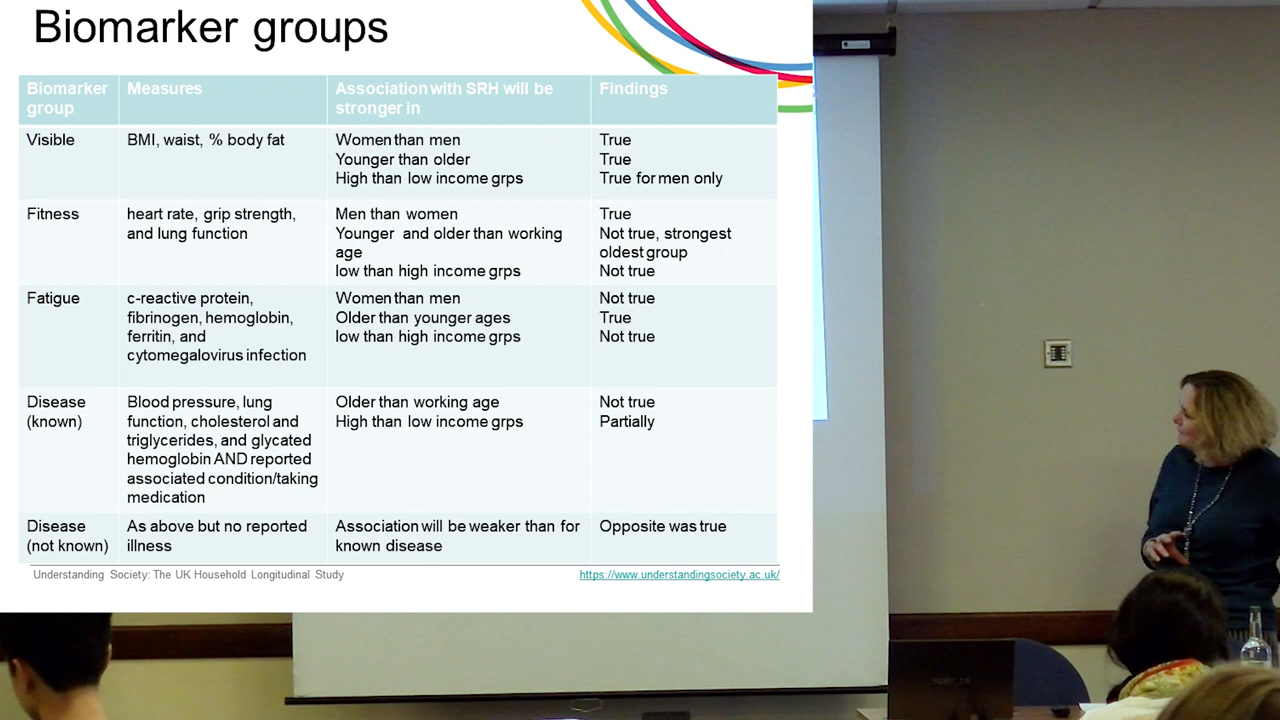 Biomarker groups
Biomarker group
Measures
Association with SRH will be stronger in
Findings
Visible
BMI, waist, % body fat
Women than men
Younger than older
High than low income grps
True
True
True for men only
Fitness
heart rate, grip strength,
and lung function
Men than women
Younger and older than working
age
low than high income grps
True
Not true, strongest
oldest group
Not true
Fatigue
c-reactive protein,
fibrinogen, hemoglobin,
ferritin, and
cytomegalovirus infection
Women than men
Older than younger ages
low than high income grps
Not true
True
Not true
Disease
(known)
Blood pressure, lung
function, cholesterol and
triglycerides, and glycated
hemoglobin AND reported
associated condition/taking
medication
Older than working age
High than low income grps
Not true
Partially
Disease
(not known)
As above but no reported
illness
Association will be weaker than for
known disease
Opposite was true
Understanding Society: The UK Household Longitudinal Study
https://www.understandingsociety.ac.uk/